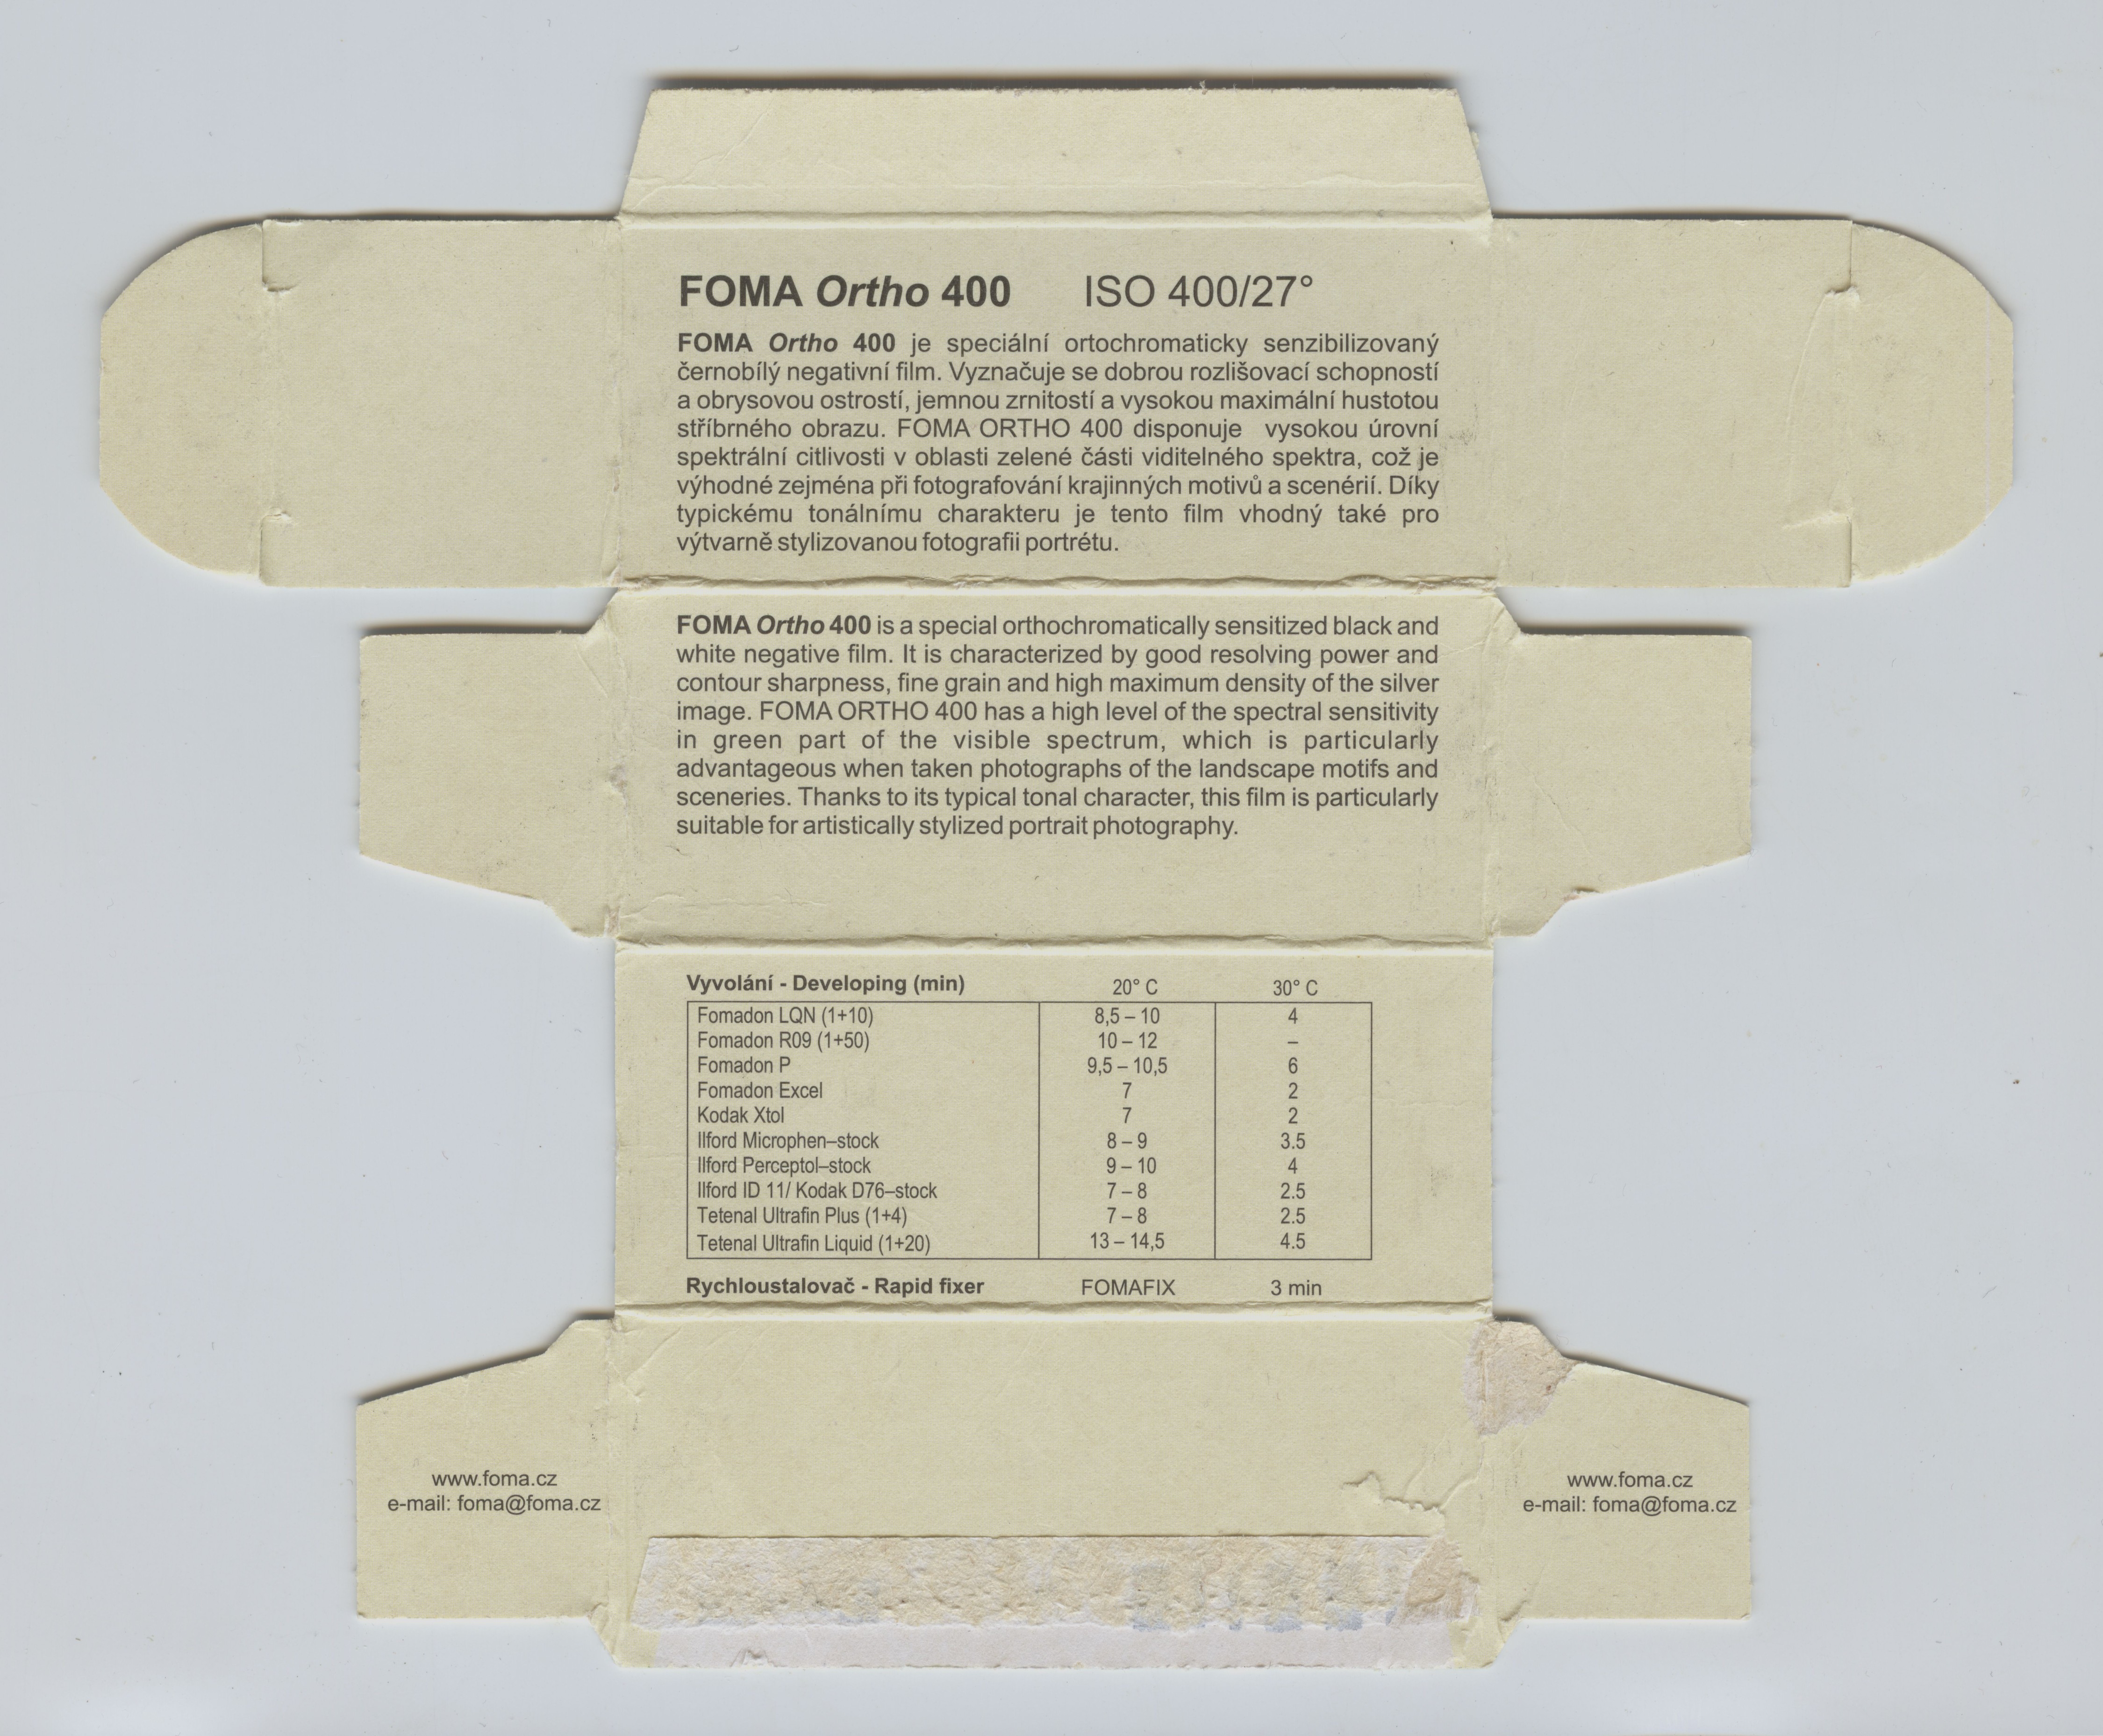 FOMA Ortho 400 ISO 400/27°
FOMA Ortho 400 je speciální ortochromaticky senzibilizovaný
černobílý negativní film. Vyznačuje se dobrou rozlišovací schopností
a obrysovou ostrostí, jemnou zrnitostí a vysokou maximální hustotou
stříbrného obrazu. FOMA ORTHO 400 disponuje vysokou úrovní
spektrální citlivosti v oblasti zelené části viditelného spektra, což je
výhodné zejména při fotografování krajinných motivů a scenérií. Díky
typickému tonálnímu charakteru je tento film vhodný také pro
výtvarně stylizovanou fotografii portrétu.
FOMA Ortho 400 is a special orthochromatically sensitized black and
white negative film. It is characterized by good resolving power and
contour sharpness, fine grain and high maximum density of the silver
image. FOMA ORTHO 400 has a high level of the spectral sensitivity
in green part of the visible spectrum, which is particularly
advantageous when taken photographs of the landscape motifs and
sceneries. Thanks to its typical tonal character, this film is particularly
suitable for artistically stylized portrait photography.
Vyvolání - Developing (min) 20° C 30° C
Fomadon LQN (1+10) 8,5 – 10 4
Fomadon R09 (1+50) 10 – 12 –
Fomadon P 9,5 – 10,5 6
Fomadon Excel 7 2
Kodak Xtol 7 2
Ilford Microphen–stock 8 – 9 3.5
Ilford Perceptol–stock 9 – 10 4
Ilford ID 11/ Kodak D76–stock 7 – 8 2.5
Tetenal Ultrafin Plus (1+4) 7 – 8 2.5
Tetenal Ultrafin Liquid (1+20) 13 – 14,5 4.5
Rychloustalovač - Rapid fixer FOMAFIX 3 min
www.foma.cz
e-mail: foma@foma.cz
www.foma.cz
e-mail: foma@foma.cz